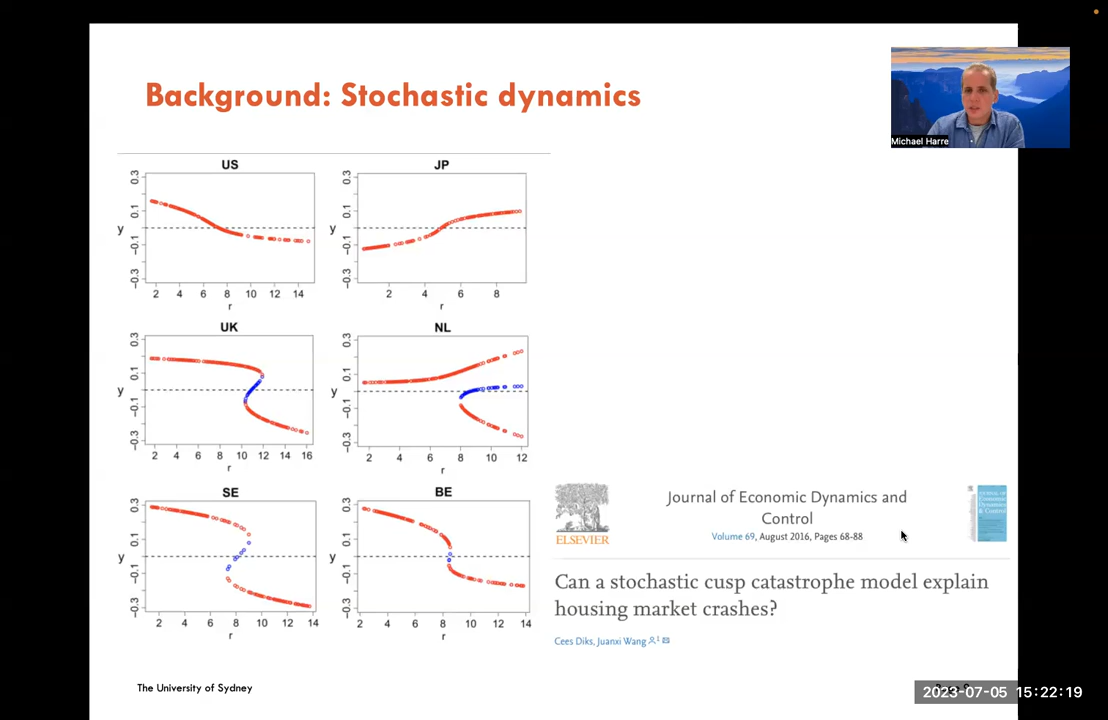 Background: Stochastic dynamics
Michael Harre
US
JP
0.3
0.1
-0.1
-0.3
y
2
4
6
8
10
12
14
r
0.3
0.1
-0.1
-0.3
y
2
4
6
8
r
UK
NL
0.3
0.1
-0.1
-0.3
y
2
4
6
8
10
12
14
16
r
0.3
0.1
-0.1
-0.3
y
2
4
6
8
10
12
r
SE
BE
0.3
0.1
-0.1
-0.3
y
2
4
6
8
10
12
14
r
0.3
0.1
-0.1
-0.3
y
2
4
6
8
10
12
14
r
ELSEVIER
Journal of Economic Dynamics and
Control
Volume 69, August 2016, Pages 68-88
Can a stochastic cusp catastrophe model explain
housing market crashes?
Cees Diks, Juanxi Wang
The University of Sydney
2023-07-05 15:22:19